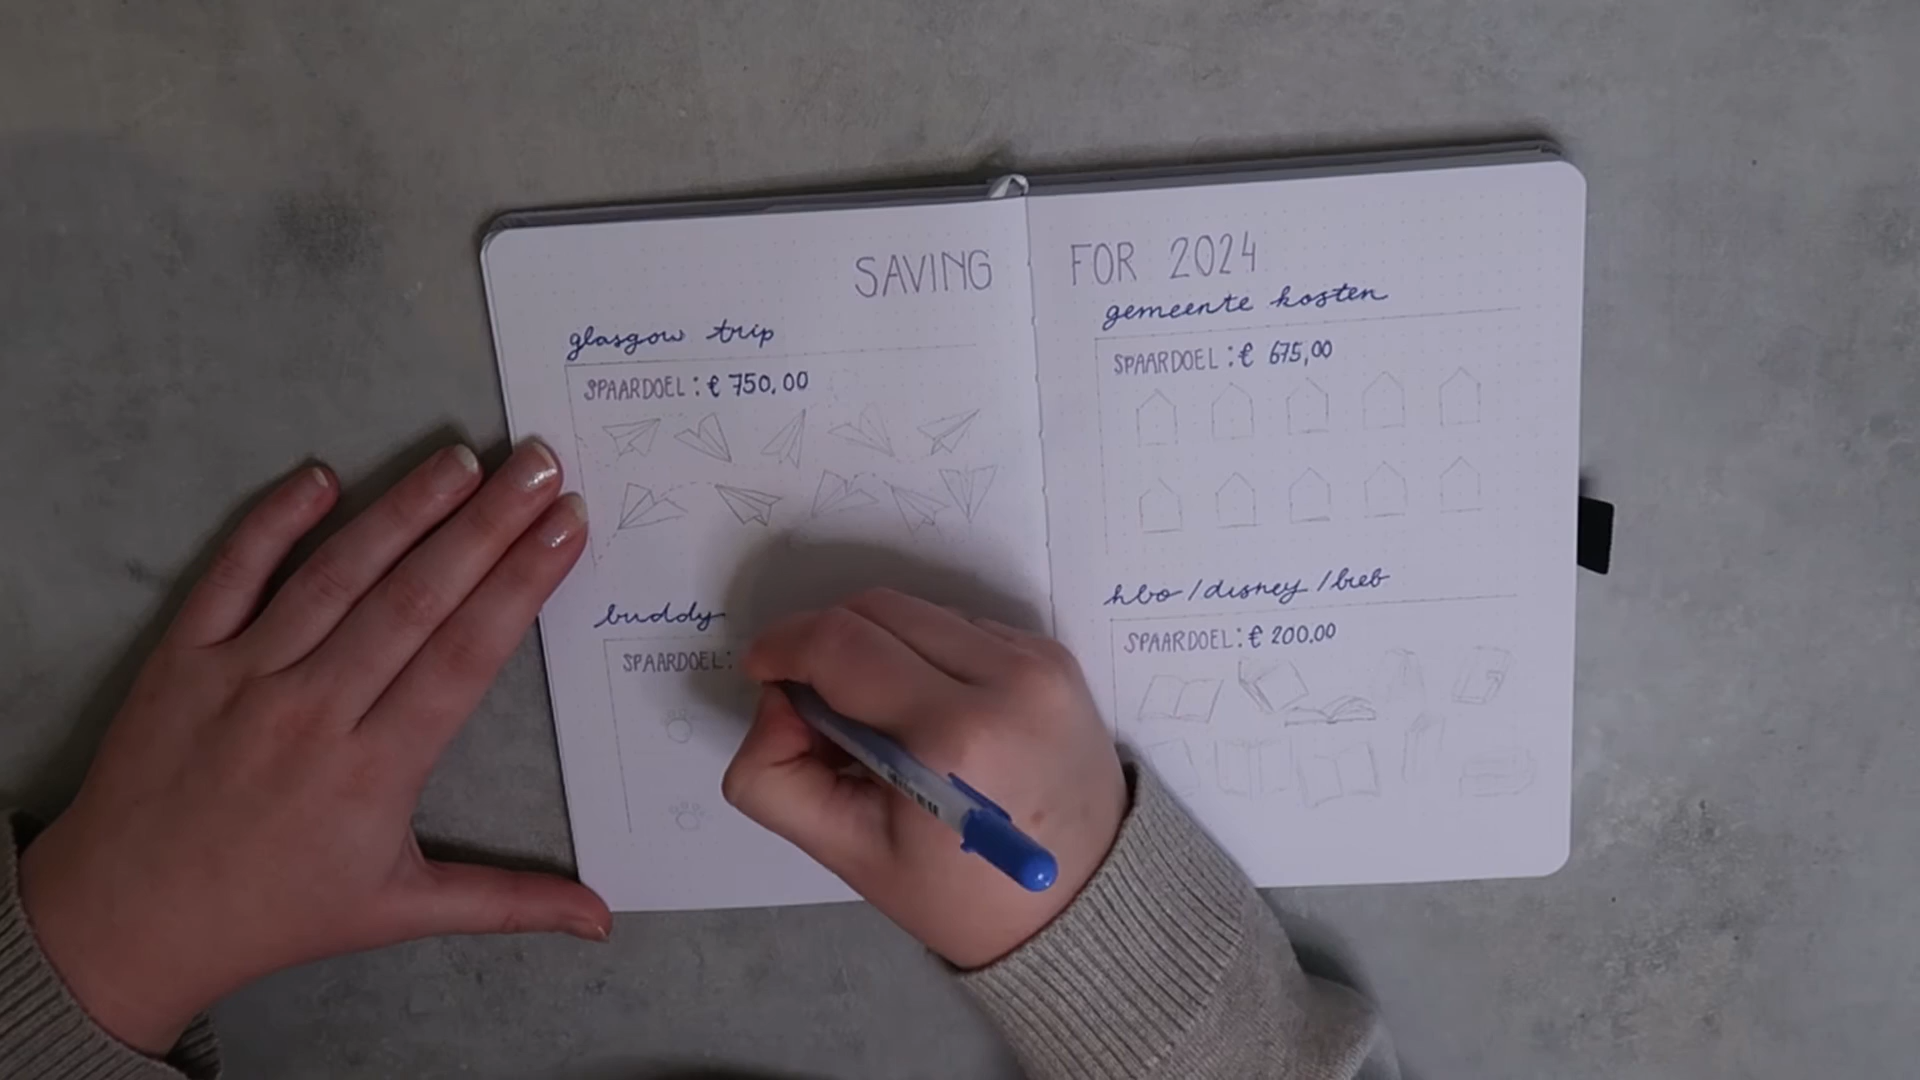 SAVING FOR 2024
glasgow trip
SPAARDOEL: € 750,00
buddy
SPAARDOEL:
gemeente kosten
SPAARDOEL: € 675,00
hbo/disney/bieb
SPAARDOEL: € 200,00